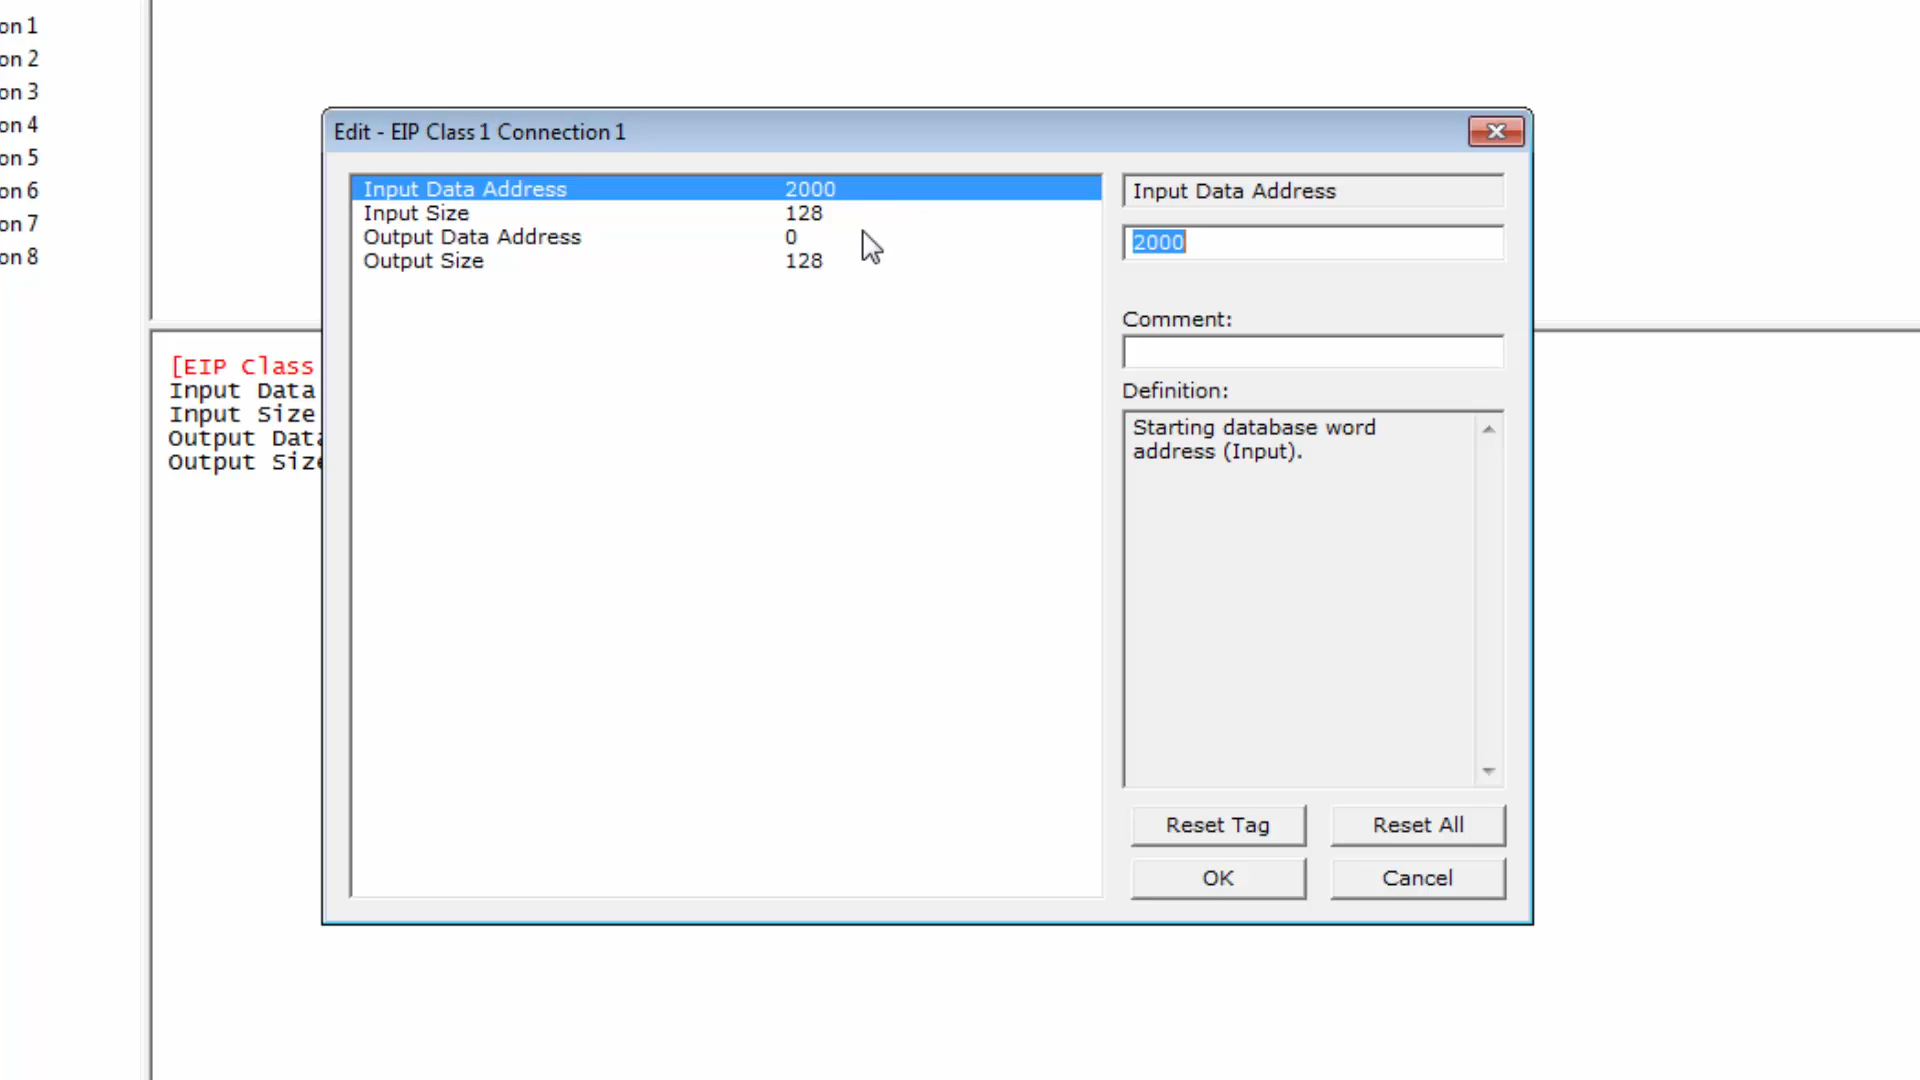 on 1
on 2
on 3
on 4
on 5
on 6
on 7
on 8
Edit - EIP Class 1 Connection 1
Input Data Address 2000
Input Size 128
Output Data Address 0
Output Size 128
Input Data Address
2000
Comment:
Definition:
Starting database word
address (Input).
Reset Tag Reset All
OK Cancel
[EIP Class
Input Data
Input Size
Output Data
Output Size